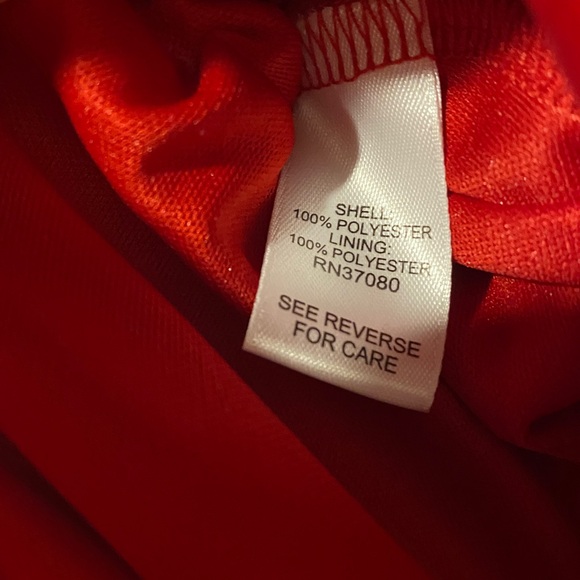 SHELL:
100% POLYESTER
LINING:
100% POLYESTER
RN37080
SEE REVERSE
FOR CARE